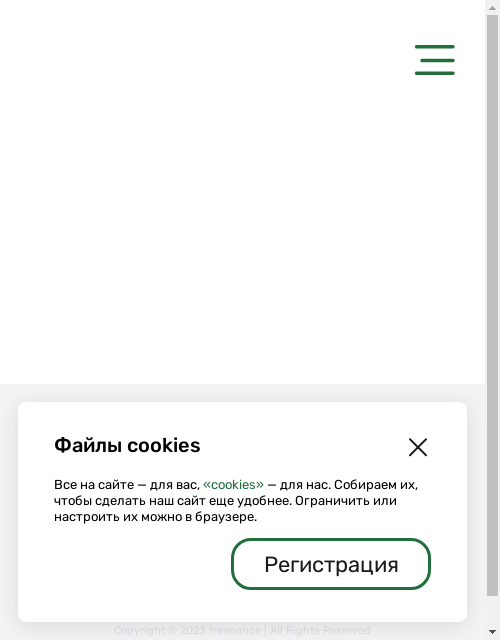 Файлы cookies
Все на сайте — для вас, «cookies» — для нас. Собираем их,
чтобы сделать наш сайт еще удобнее. Ограничить или
настроить их можно в браузере.
Регистрация
Copyright © 2023 freenance | All Rights Reserved